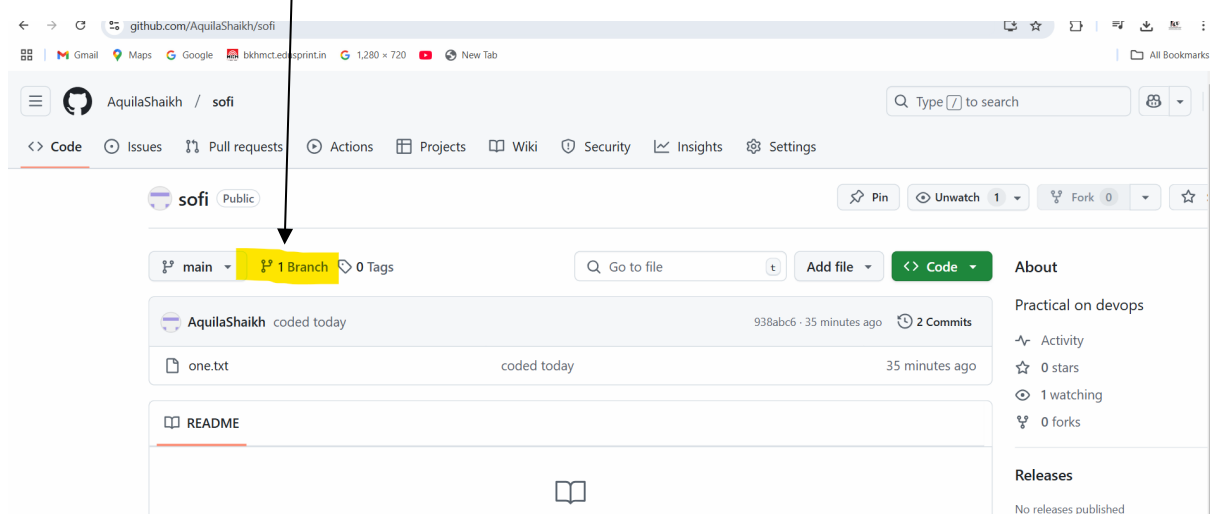 github.com/AquilaShaikh/sofi
Gmail Maps Google bkhmct.edusprint.in 1,280 × 720 New Tab All Bookmarks
AquilaShaikh / sofi Type / to search
Code Issues Pull requests Actions Projects Wiki Security Insights Settings
sofi Public Pin Unwatch 1 Fork 0
main 1 Branch 0 Tags Go to file t Add file Code About
Practical on devops
AquilaShaikh coded today 938abc6 · 35 minutes ago 2 Commits
Activity
one.txt coded today 35 minutes ago
0 stars
1 watching
README
0 forks
Releases
No releases published